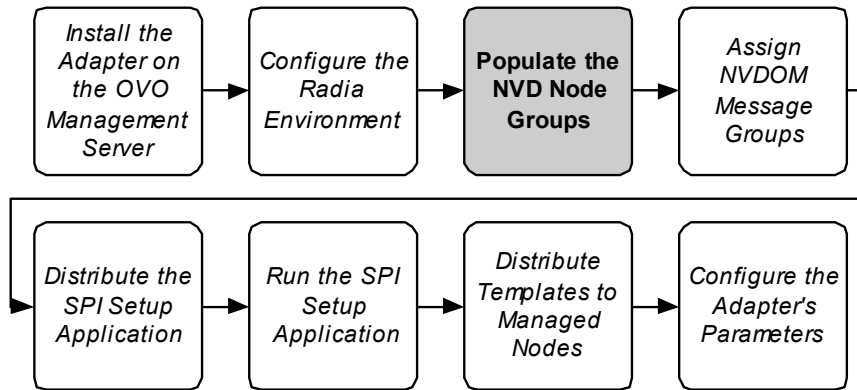 Install the
Adapter on
the OVO
Management
Server
Configure the
Radia
Environment
Populate the
NVD Node
Groups
Assign
NVDOM
Message
Groups
Distribute the
SPI Setup
Application
Run the SPI
Setup
Application
Distribute
Templates to
Managed
Nodes
Configure the
Adapter's
Parameters